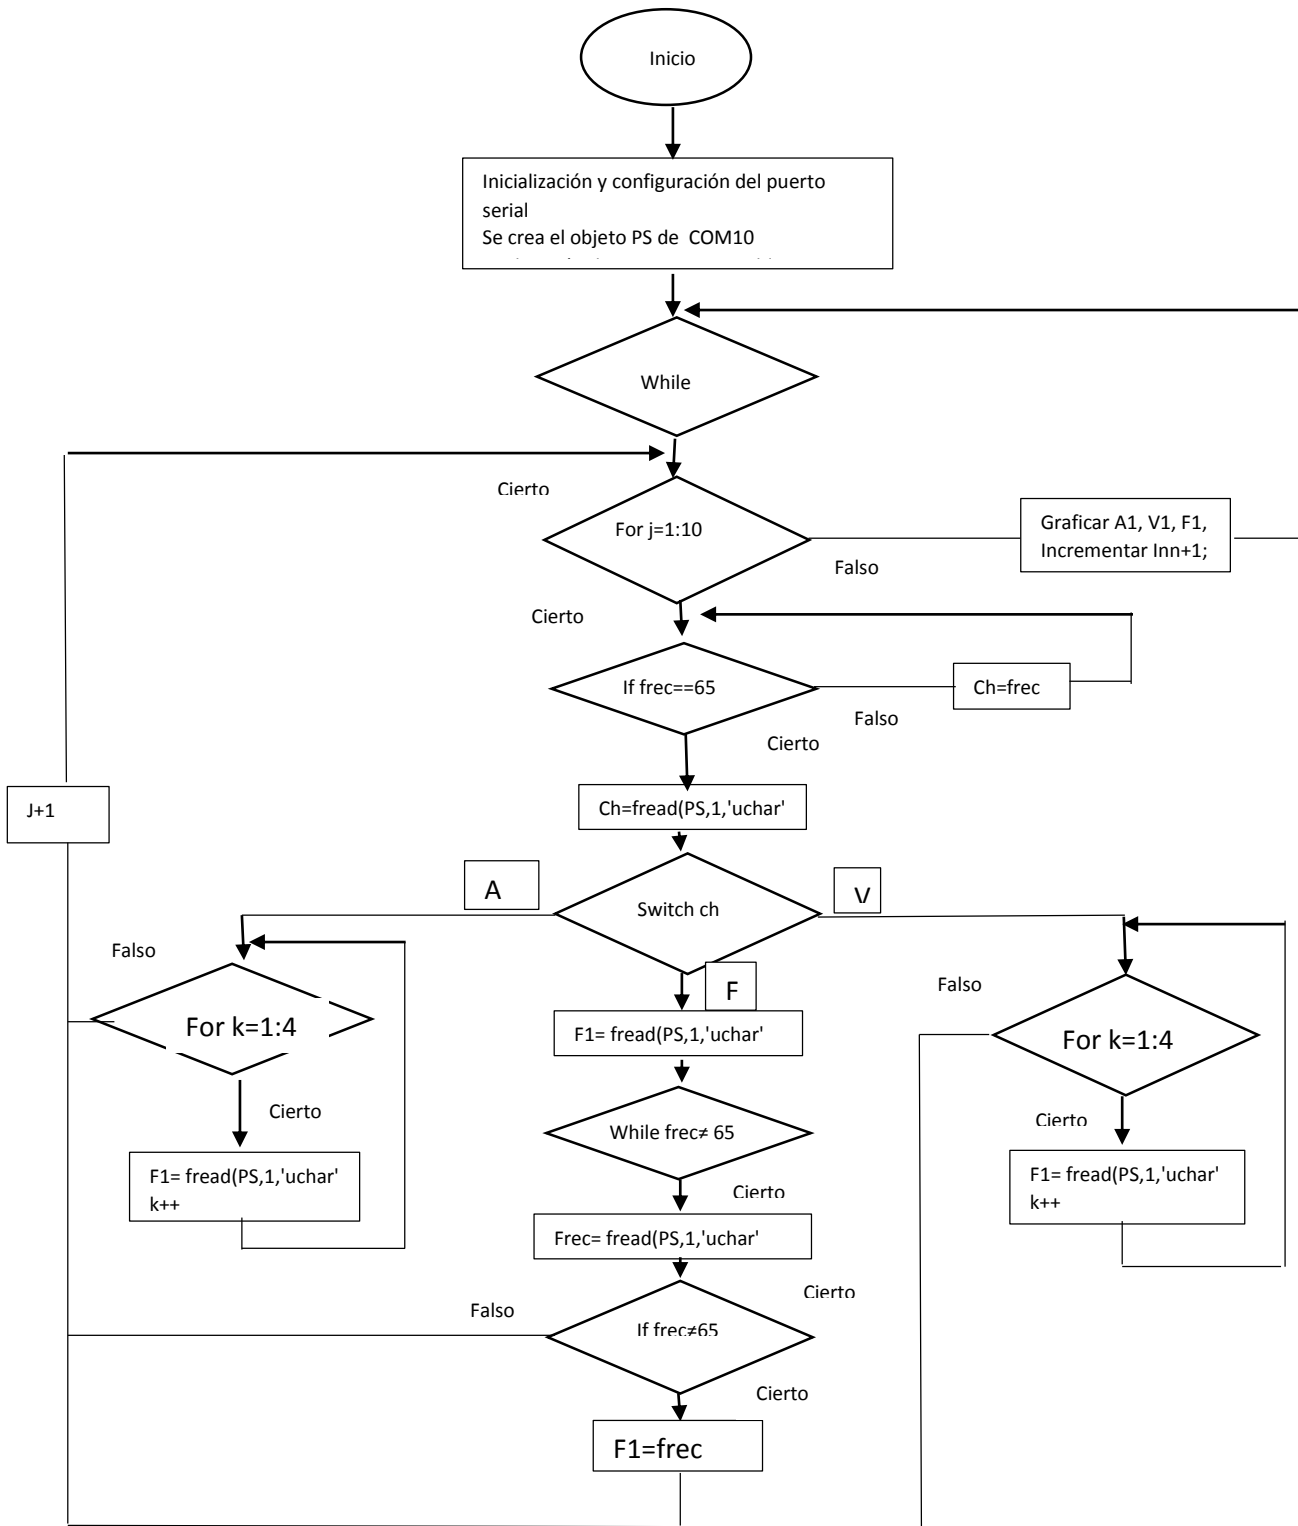 Inicio
Inicialización y configuración del puerto
serial
Se crea el objeto PS de COM10
While
Cierto
For j=1:10
Falso
Graficar A1, V1, F1,
Incrementar Inn+1;
Cierto
If frec==65
Falso
Ch=frec
Cierto
J+1
Ch=fread(PS,1,'uchar'
A
Switch ch
V
Falso
For k=1:4
Cierto
F1= fread(PS,1,'uchar'
k++
F
F1= fread(PS,1,'uchar'
While frec≠ 65
Cierto
Frec= fread(PS,1,'uchar'
Cierto
Falso
If frec≠65
Cierto
F1=frec
Falso
For k=1:4
Cierto
F1= fread(PS,1,'uchar'
k++